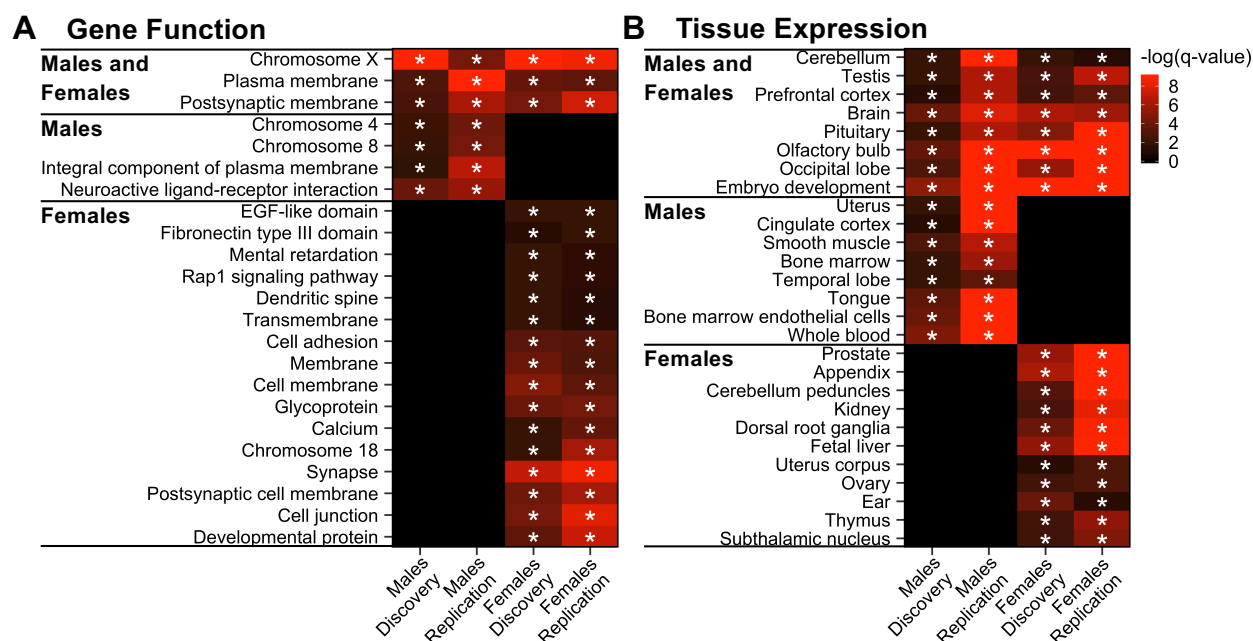 A Gene Function
Males and
Females
Chromosome X
* * * *
Plasma membrane
* * * *
Postsynaptic membrane
* * * *
Males
Chromosome 4
* *
Chromosome 8
* *
Integral component of plasma membrane
* *
Neuroactive ligand-receptor interaction
* *
Females
EGF-like domain
* *
Fibronectin type III domain
* *
Mental retardation
* *
Rap1 signaling pathway
* *
Dendritic spine
* *
Transmembrane
* *
Cell adhesion
* *
Membrane
* *
Cell membrane
* *
Glycoprotein
* *
Calcium
* *
Chromosome 18
* *
Synapse
* *
Postsynaptic cell membrane
* *
Cell junction
* *
Developmental protein
* *
Males
Discovery
Males
Replication
Females
Discovery
Females
Replication
B Tissue Expression
Males and
Females
Cerebellum
* * * *
Testis
* * * *
Prefrontal cortex
* * * *
Brain
* * * *
Pituitary
* * * *
Olfactory bulb
* * * *
Occipital lobe
* * * *
Embryo development
* * * *
Males
Uterus
* *
Cingulate cortex
* *
Smooth muscle
* *
Bone marrow
* *
Temporal lobe
* *
Tongue
* *
Bone marrow endothelial cells
* *
Whole blood
* *
Females
Prostate
* *
Appendix
* *
Cerebellum peduncles
* *
Kidney
* *
Dorsal root ganglia
* *
Fetal liver
* *
Uterus corpus
* *
Ovary
* *
Ear
* *
Thymus
* *
Subthalamic nucleus
* *
Males
Discovery
Males
Replication
Females
Discovery
Females
Replication
-log(q-value)
8
6
4
2
0